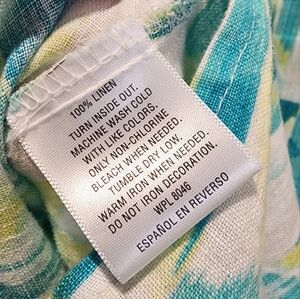 100% LINEN
TURN INSIDE OUT.
MACHINE WASH COLD
WITH LIKE COLORS.
ONLY NON-CHLORINE
BLEACH WHEN NEEDED.
TUMBLE DRY LOW.
WARM IRON WHEN NEEDED.
DO NOT IRON DECORATION.
WPL 8046
ESPAÑOL EN REVERSO